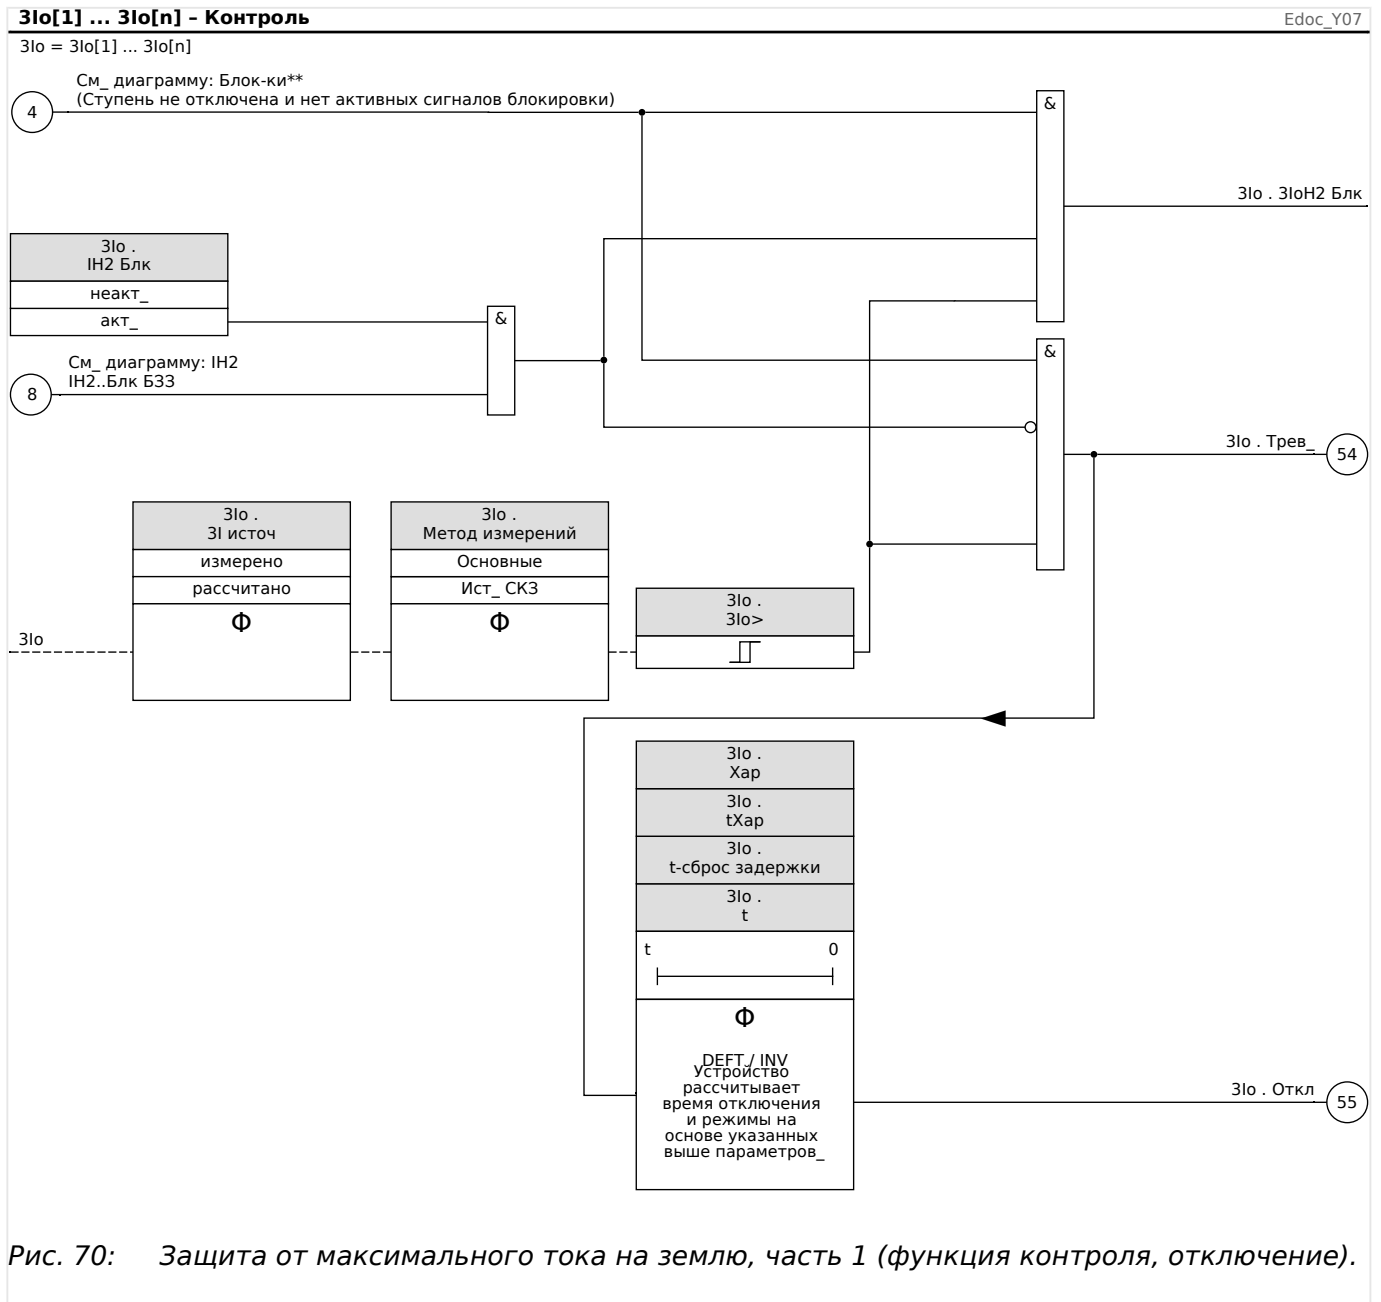 3Io[1] ... 3Io[n] – Контроль
Edoc_Y07
3Io = 3Io[1] ... 3Io[n]
См_ диаграмму: Блок-ки**
(Ступень не отключена и нет активных сигналов блокировки)
4
&
3Io . 3IoH2 Блк
3Io .
IH2 Блк
неакт_
акт_
&
&
См_ диаграмму: IH2
IH2..Блк БЗЗ
8
3Io . Трев_
54
3Io .
3I источ
измерено
рассчитано
Ф
3Io .
Метод измерений
Основные
Ист_ СКЗ
Ф
3Io .
3Io>
3Io
3Io .
Хар
3Io .
tХар
3Io .
t-сброс задержки
3Io .
t
t
0
Ф
DEFT / INV
Устройство
рассчитывает
время отключения
и режимы на
основе указанных
выше параметров_
3Io . Откл
55
Рис. 70: Защита от максимального тока на землю, часть 1 (функция контроля, отключение).